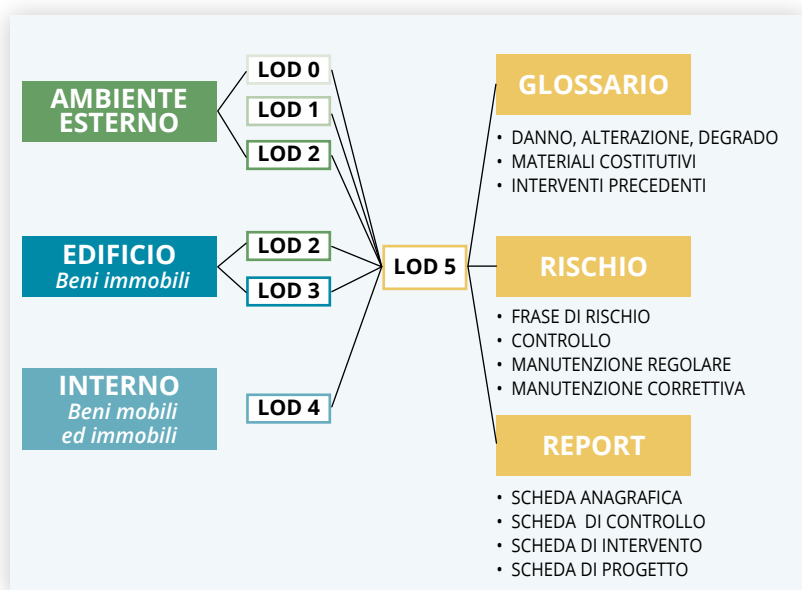 AMBIENTE
ESTERNO
LOD 0
LOD 1
LOD 2
EDIFICIO
Beni immobili
LOD 2
LOD 3
INTERNO
Beni mobili
ed immobili
LOD 4
LOD 5
GLOSSARIO
• DANNO, ALTERAZIONE, DEGRADO
• MATERIALI COSTITUTIVI
• INTERVENTI PRECEDENTI
RISCHIO
• FRASE DI RISCHIO
• CONTROLLO
• MANUTENZIONE REGOLARE
• MANUTENZIONE CORRETTIVA
REPORT
• SCHEDA ANAGRAFICA
• SCHEDA DI CONTROLLO
• SCHEDA DI INTERVENTO
• SCHEDA DI PROGETTO